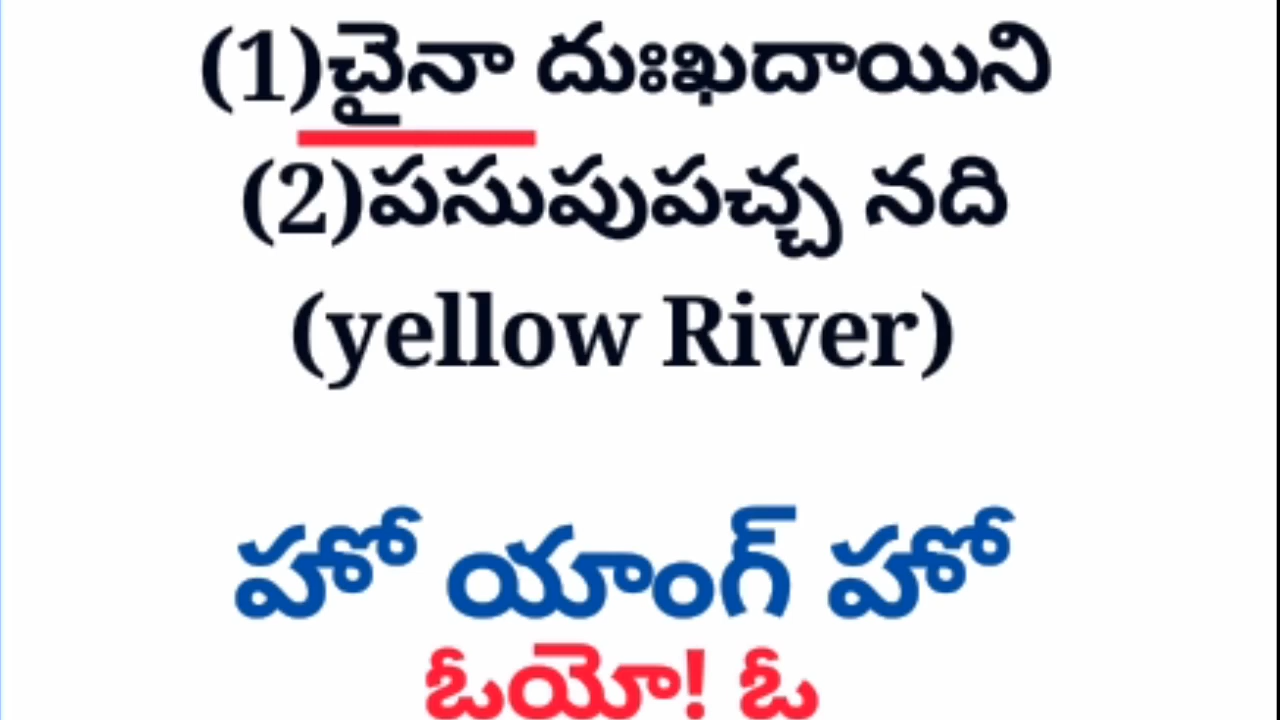 (1)చైనా దుఃఖదాయిని
(2)పసుపుపచ్చ నది
(yellow River)
హో యాంగ్ హో
ఓయో! ఓ